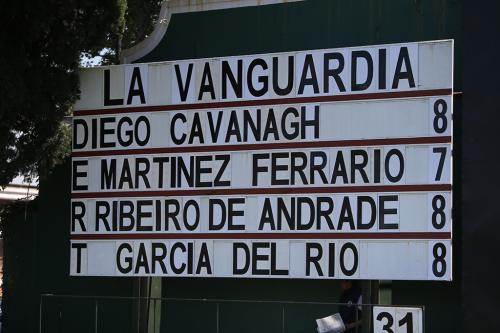 LA VANGUARDIA
DIEGO CAVANAGH 8
E MARTINEZ FERRARIO 7
R RIBEIRO DE ANDRADE 8
T GARCIA DEL RIO 8
31